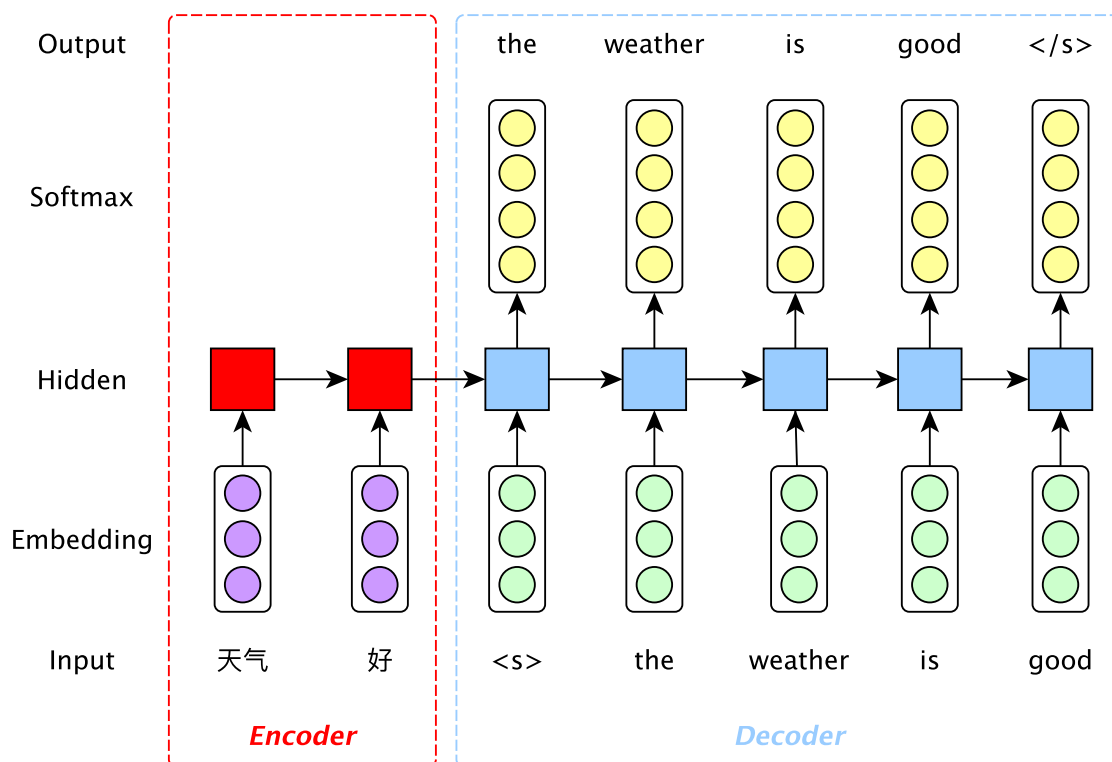 Output the weather is good </s>
Softmax
Hidden
Embedding
Input 天气 好 <s> the weather is good
Encoder Decoder